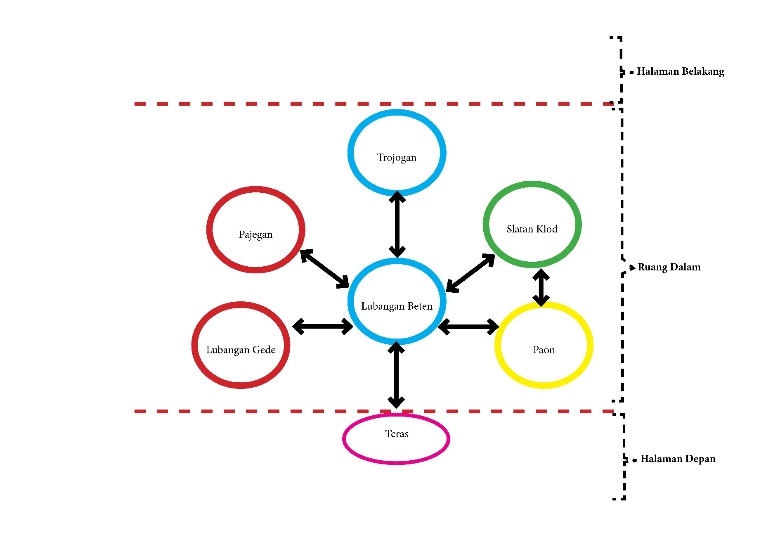 Halaman Belakang
Trojogan
Pajegan
Slatan Klod
Ruang Dalam
Lubangan Beten
Lubangan Gede
Paon
Teras
Halaman Depan